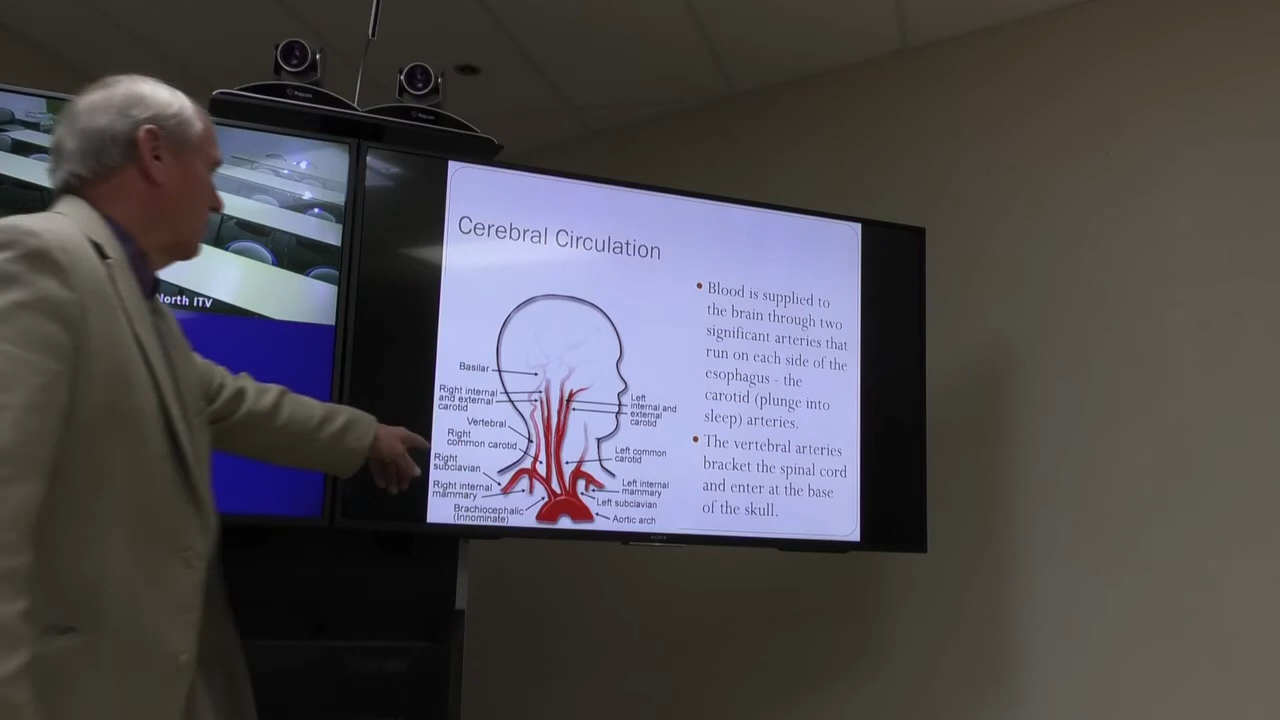 North ITV
Cerebral Circulation
Basilar
Right internal
and external
carotid
Vertebral
Right
common carotid
Right
subclavian
Right internal
mammary
Brachiocephalic
(Innominate)
Left
internal and
external
carotid
Left common
carotid
Left internal
mammary
Left subclavian
Aortic arch
• Blood is supplied to
the brain through two
significant arteries that
run on each side of the
esophagus - the
carotid (plunge into
sleep) arteries.
• The vertebral arteries
bracket the spinal cord
and enter at the base
of the skull.
SONY